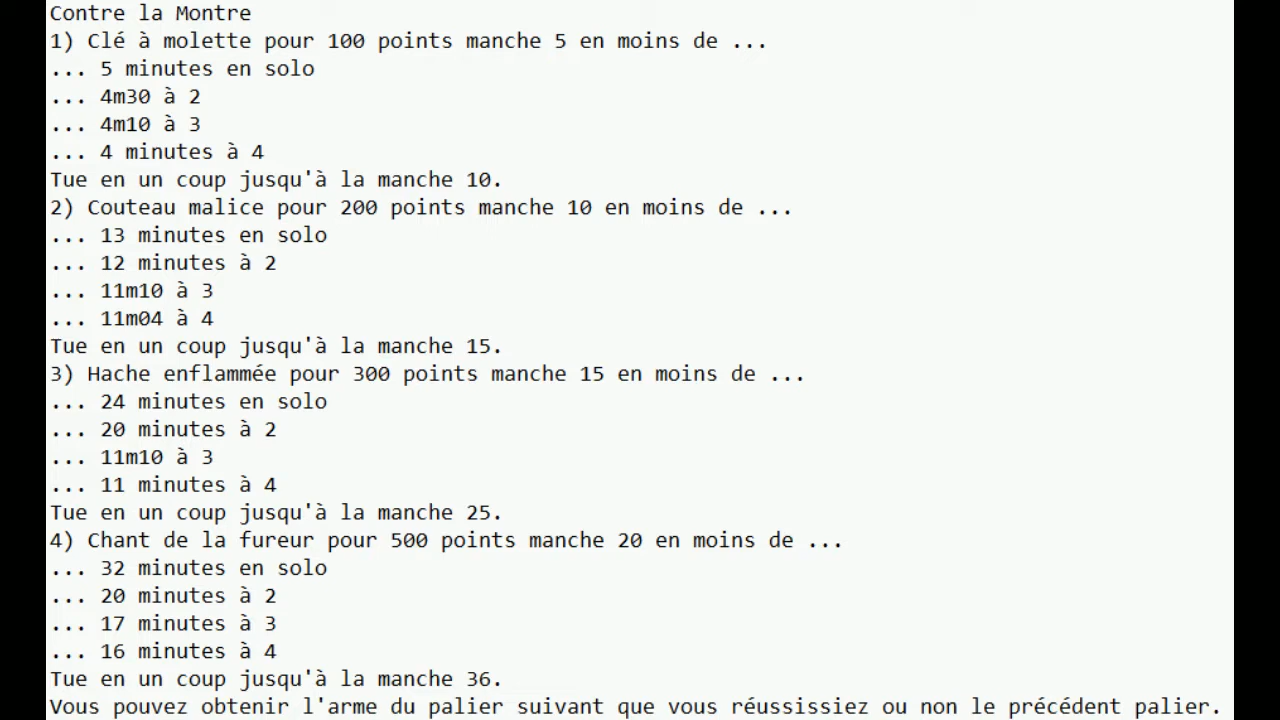 Contre la Montre
1) Clé à molette pour 100 points manche 5 en moins de ...
... 5 minutes en solo
... 4m30 à 2
... 4m10 à 3
... 4 minutes à 4
Tue en un coup jusqu'à la manche 10.
2) Couteau malice pour 200 points manche 10 en moins de ...
... 13 minutes en solo
... 12 minutes à 2
... 11m10 à 3
... 11m04 à 4
Tue en un coup jusqu'à la manche 15.
3) Hache enflammée pour 300 points manche 15 en moins de ...
... 24 minutes en solo
... 20 minutes à 2
... 11m10 à 3
... 11 minutes à 4
Tue en un coup jusqu'à la manche 25.
4) Chant de la fureur pour 500 points manche 20 en moins de ...
... 32 minutes en solo
... 20 minutes à 2
... 17 minutes à 3
... 16 minutes à 4
Tue en un coup jusqu'à la manche 36.
Vous pouvez obtenir l'arme du palier suivant que vous réussissiez ou non le précédent palier.